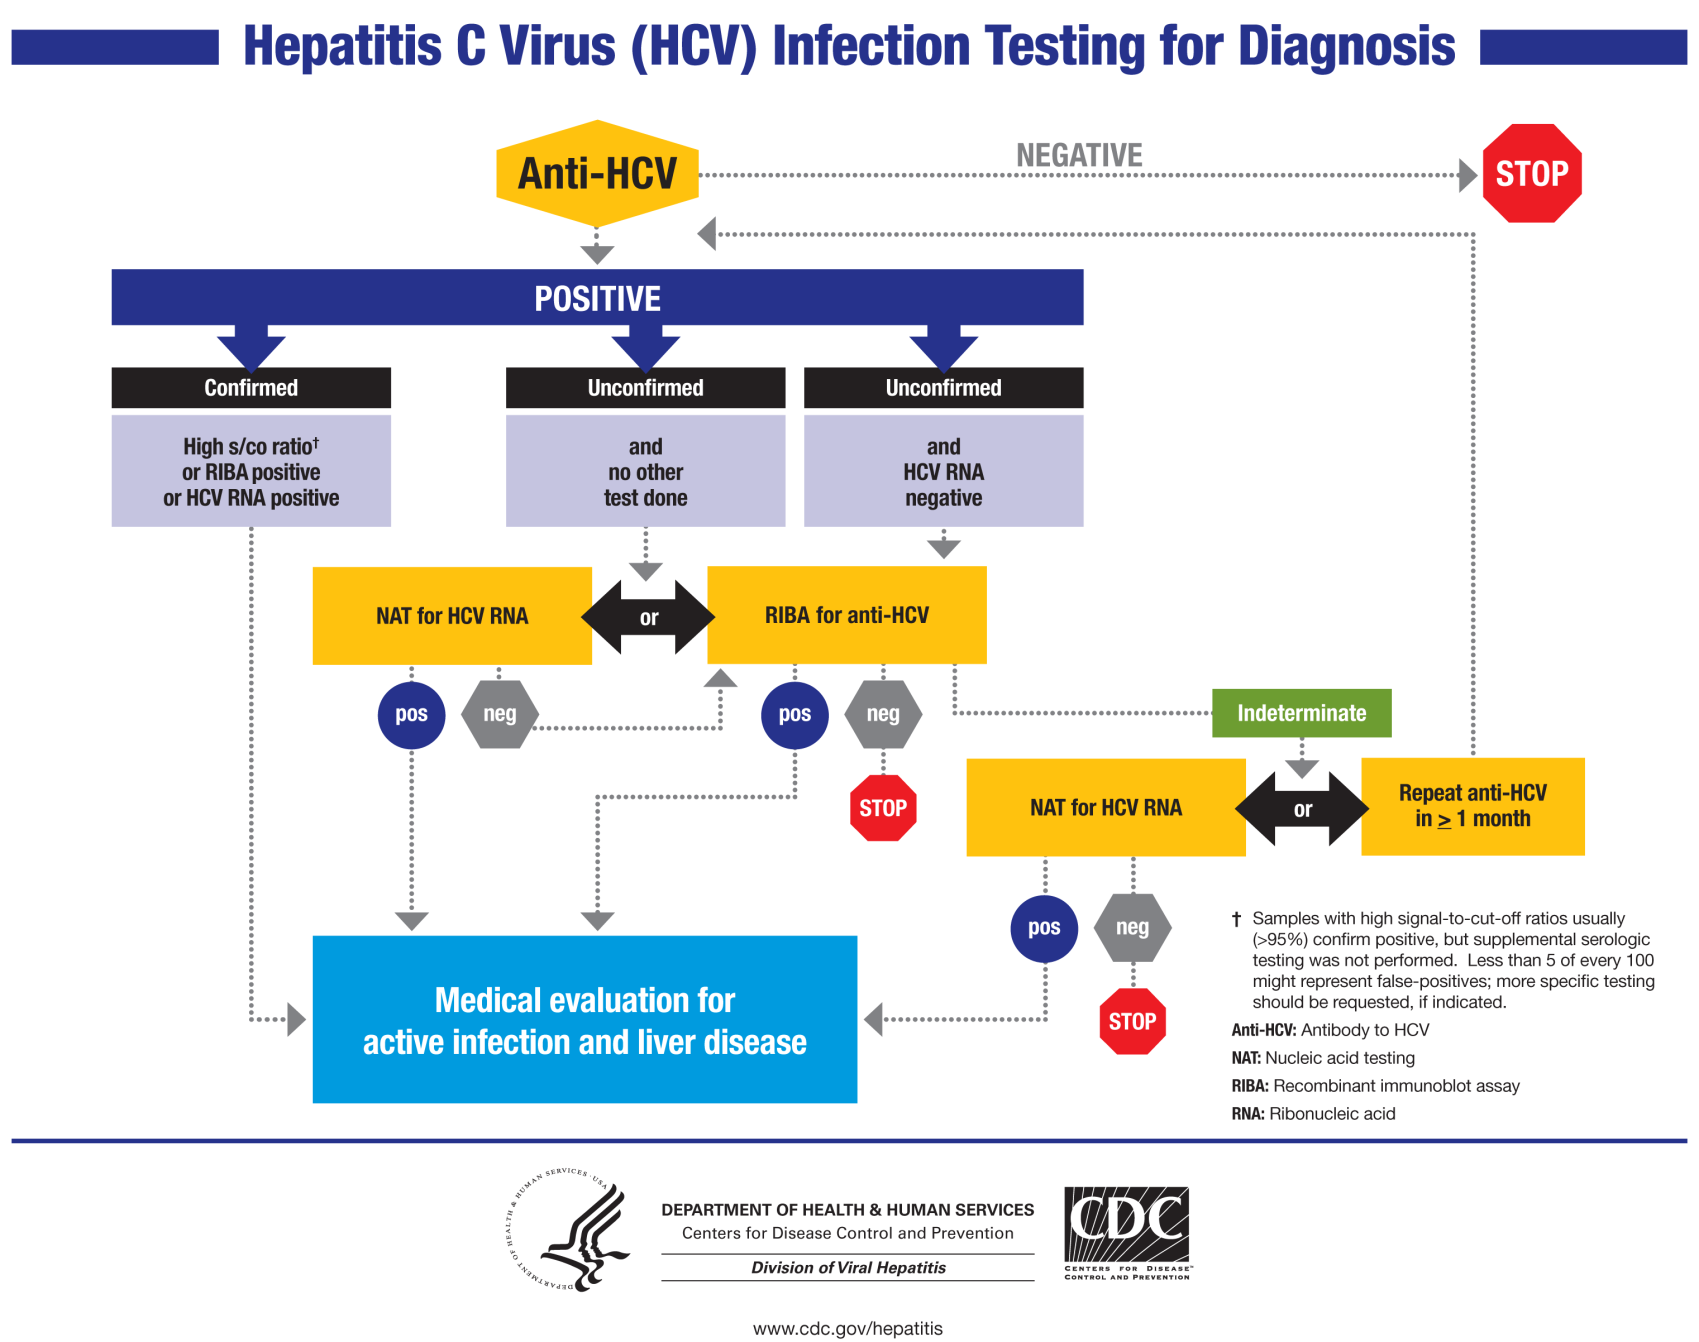 Hepatitis C Virus (HCV) Infection Testing for Diagnosis
Anti-HCV
NEGATIVE
STOP
POSITIVE
Confirmed
High s/co ratio†
or RIBA positive
or HCV RNA positive
Unconfirmed
and
no other
test done
Unconfirmed
and
HCV RNA
negative
NAT for HCV RNA
or
RIBA for anti-HCV
pos
neg
pos
neg
STOP
Indeterminate
NAT for HCV RNA
or
Repeat anti-HCV
in ≥ 1 month
pos
neg
STOP
Medical evaluation for
active infection and liver disease
† Samples with high signal-to-cut-off ratios usually
(>95%) confirm positive, but supplemental serologic
testing was not performed. Less than 5 of every 100
might represent false-positives; more specific testing
should be requested, if indicated.
Anti-HCV: Antibody to HCV
NAT: Nucleic acid testing
RIBA: Recombinant immunoblot assay
RNA: Ribonucleic acid
DEPARTMENT OF HEALTH & HUMAN SERVICES · USA
DEPARTMENT OF HEALTH & HUMAN SERVICES
Centers for Disease Control and Prevention
Division of Viral Hepatitis
CDC
CENTERS FOR DISEASE™
CONTROL AND PREVENTION
www.cdc.gov/hepatitis